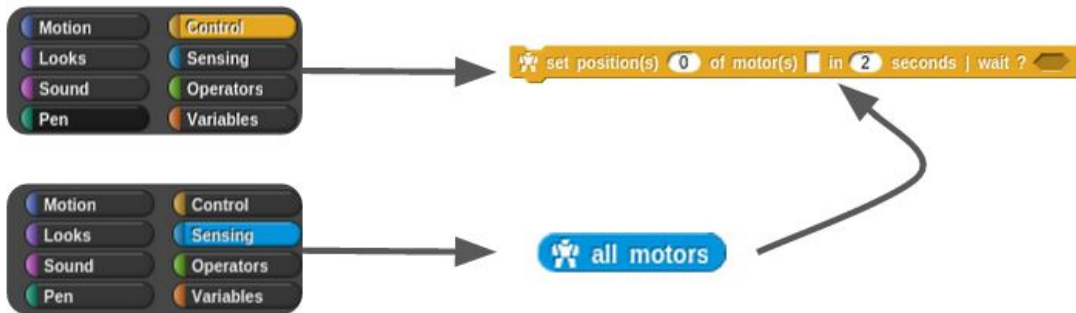 Motion Control
Looks Sensing
Sound Operators
Pen Variables
set position(s) 0 of motor(s) in 2 seconds | wait ?
Motion Control
Looks Sensing
Sound Operators
Pen Variables
all motors